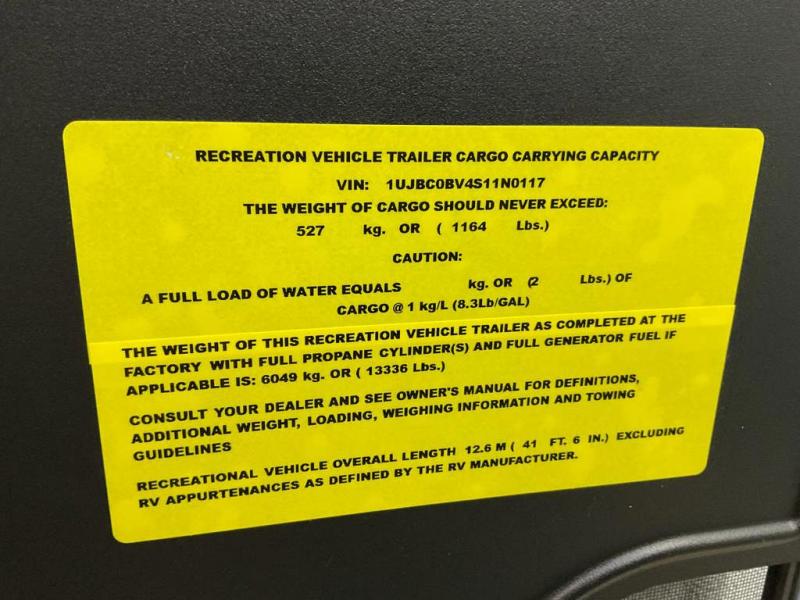 RECREATION VEHICLE TRAILER CARGO CARRYING CAPACITY
VIN: 1UJBC0BV4S11N0117
THE WEIGHT OF CARGO SHOULD NEVER EXCEED:
527 kg. OR ( 1164 Lbs.)
CAUTION:
A FULL LOAD OF WATER EQUALS kg. OR (2 Lbs.) OF
CARGO @ 1 kg/L (8.3Lb/GAL)
THE WEIGHT OF THIS RECREATION VEHICLE TRAILER AS COMPLETED AT THE
FACTORY WITH FULL PROPANE CYLINDER(S) AND FULL GENERATOR FUEL IF
APPLICABLE IS: 6049 kg. OR ( 13336 Lbs.)
CONSULT YOUR DEALER AND SEE OWNER'S MANUAL FOR DEFINITIONS,
ADDITIONAL WEIGHT, LOADING, WEIGHING INFORMATION AND TOWING
GUIDELINES
RECREATIONAL VEHICLE OVERALL LENGTH 12.6 M ( 41 FT. 6 IN.) EXCLUDING
RV APPURTENANCES AS DEFINED BY THE RV MANUFACTURER.